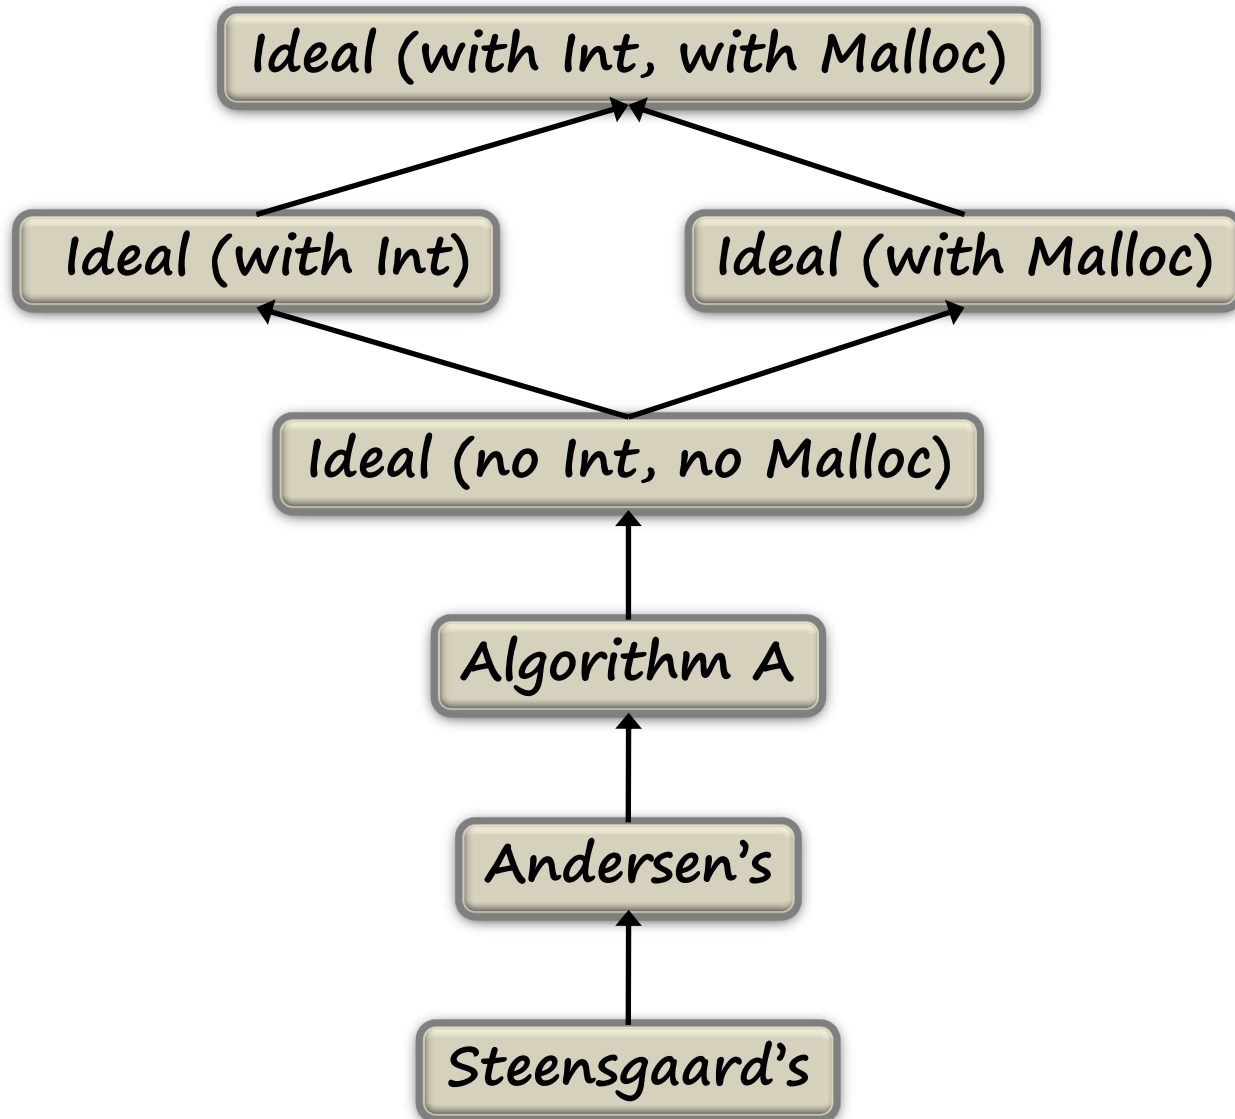 Ideal (with Int, with Malloc)
Ideal (with Int)
Ideal (with Malloc)
Ideal (no Int, no Malloc)
Algorithm A
Andersen’s
Steensgaard’s